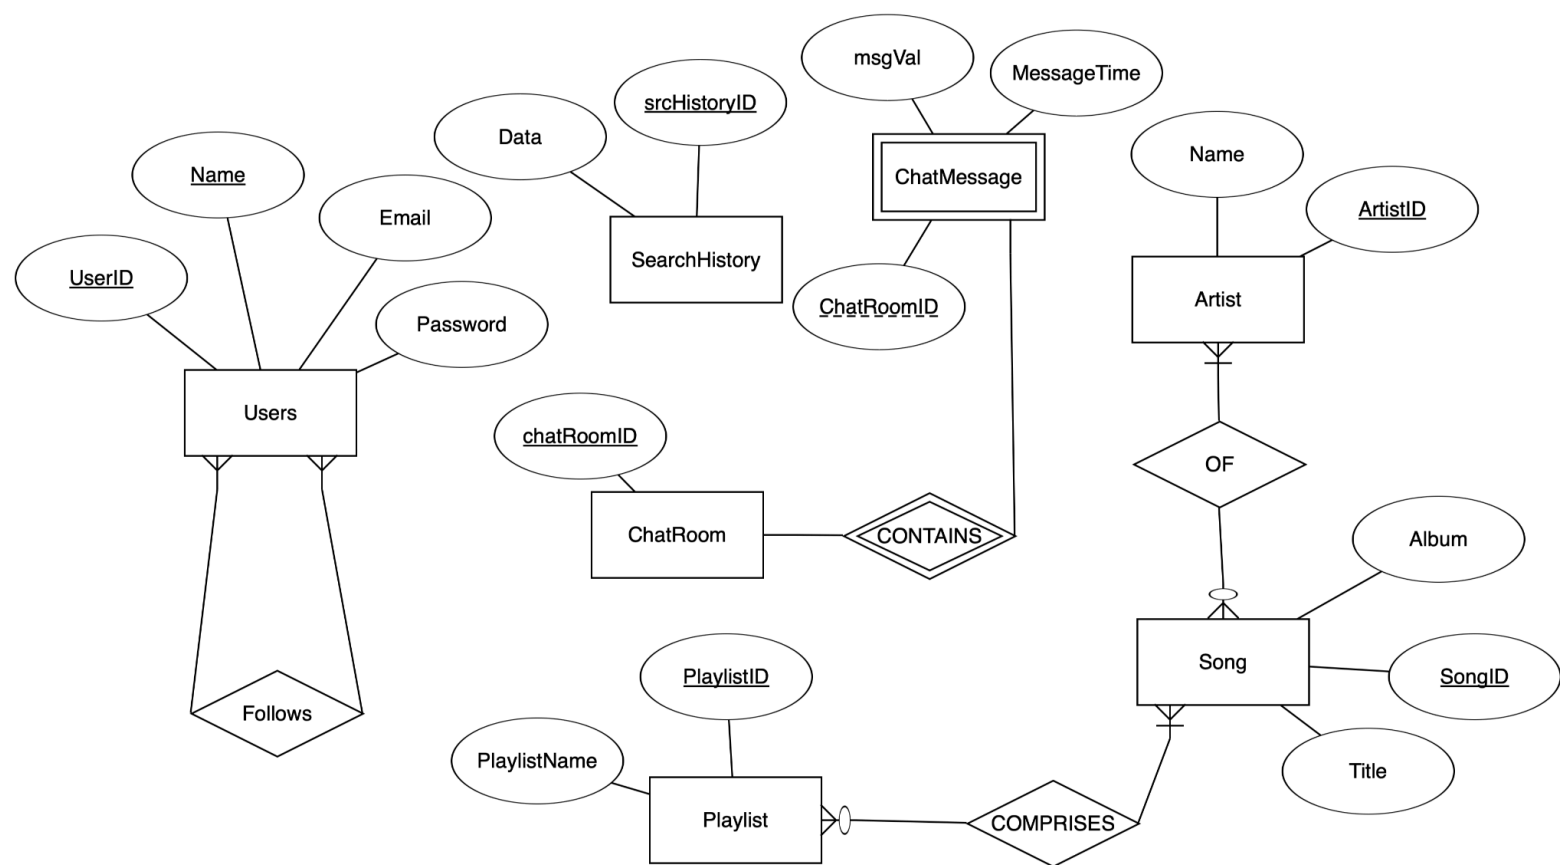 msgVal
MessageTime
srcHistoryID
Data
Name
ChatMessage
Name
ArtistID
Email
UserID
SearchHistory
ChatRoomID
Artist
Password
Users
chatRoomID
OF
ChatRoom
CONTAINS
Album
Song
SongID
PlaylistID
Follows
PlaylistName
Title
Playlist
COMPRISES